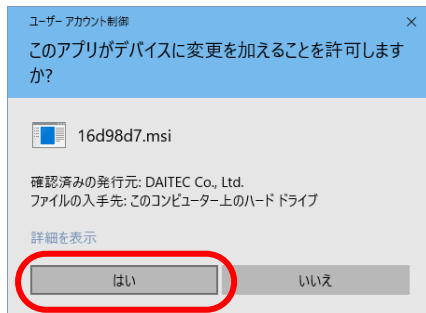 ユーザー アカウント制御
このアプリがデバイスに変更を加えることを許可します
か?
16d98d7.msi
確認済みの発行元: DAITEC Co., Ltd.
ファイルの入手先: このコンピューター上のハード ドライブ
詳細を表示
はい
いいえ